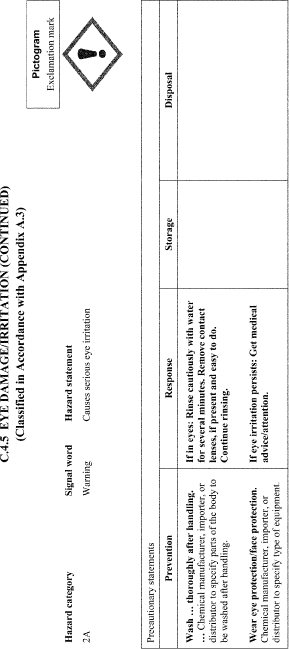 C.4.5 EYE DAMAGE/IRRITATION (CONTINUED)
(Classified in Accordance with Appendix A.3)
Pictogram
Exclamation mark
Hazard category
Signal word
Hazard statement
2A
Warning
Causes serious eye irritation
Precautionary statements
Prevention
Response
Storage
Disposal
Wash … thoroughly after handling.
… Chemical manufacturer, importer, or
distributor to specify parts of the body to
be washed after handling.
Wear eye protection/face protection.
Chemical manufacturer, importer, or
distributor to specify type of equipment.
If in eyes: Rinse cautiously with water
for several minutes. Remove contact
lenses, if present and easy to do.
Continue rinsing.
If eye irritation persists: Get medical
advice/attention.